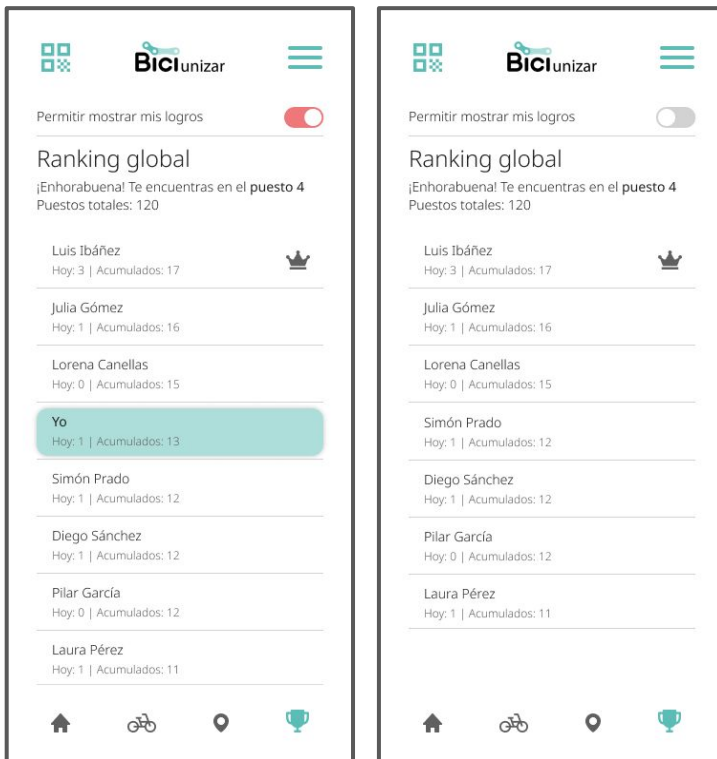 BICI unizar
Permitir mostrar mis logros
Ranking global
¡Enhorabuena! Te encuentras en el puesto 4
Puestos totales: 120
Luis Ibáñez
Hoy: 3 | Acumulados: 17
Julia Gómez
Hoy: 1 | Acumulados: 16
Lorena Canellas
Hoy: 0 | Acumulados: 15
Yo
Hoy: 1 | Acumulados: 13
Simón Prado
Hoy: 1 | Acumulados: 12
Diego Sánchez
Hoy: 1 | Acumulados: 12
Pilar García
Hoy: 0 | Acumulados: 12
Laura Pérez
Hoy: 1 | Acumulados: 11
BICI unizar
Permitir mostrar mis logros
Ranking global
¡Enhorabuena! Te encuentras en el puesto 4
Puestos totales: 120
Luis Ibáñez
Hoy: 3 | Acumulados: 17
Julia Gómez
Hoy: 1 | Acumulados: 16
Lorena Canellas
Hoy: 0 | Acumulados: 15
Simón Prado
Hoy: 1 | Acumulados: 12
Diego Sánchez
Hoy: 1 | Acumulados: 12
Pilar García
Hoy: 0 | Acumulados: 12
Laura Pérez
Hoy: 1 | Acumulados: 11